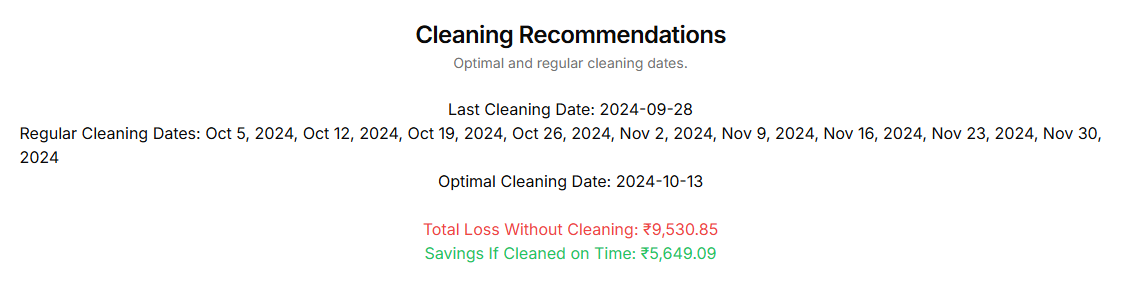 Cleaning Recommendations
Optimal and regular cleaning dates.
Last Cleaning Date: 2024-09-28
Regular Cleaning Dates: Oct 5, 2024, Oct 12, 2024, Oct 19, 2024, Oct 26, 2024, Nov 2, 2024, Nov 9, 2024, Nov 16, 2024, Nov 23, 2024, Nov 30,
2024
Optimal Cleaning Date: 2024-10-13
Total Loss Without Cleaning: ₹9,530.85
Savings If Cleaned on Time: ₹5,649.09